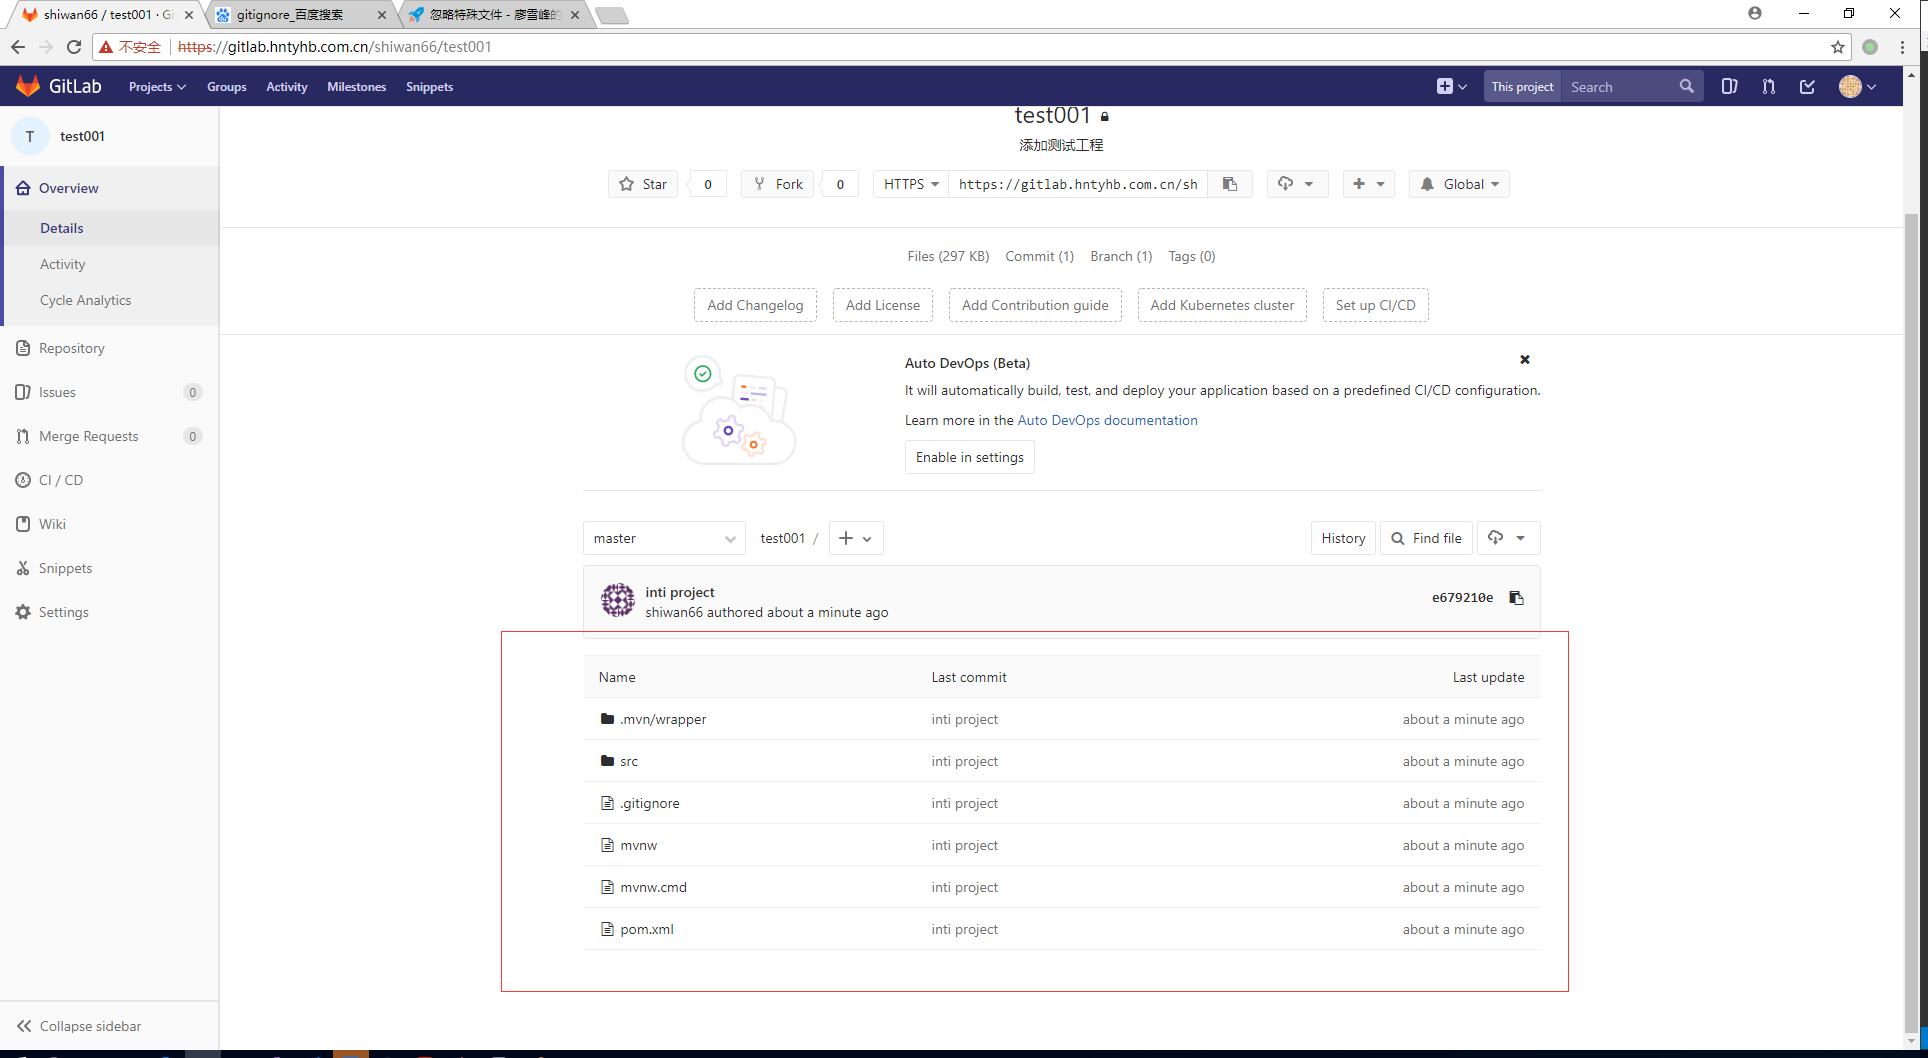 shiwan66 / test001 · Gi
gitignore_百度搜索
忽略特殊文件 - 廖雪峰的
不安全 https://gitlab.hntyhb.com.cn/shiwan66/test001
GitLab Projects Groups Activity Milestones Snippets This project Search
T test001
Overview
Details
Activity
Cycle Analytics
Repository
Issues 0
Merge Requests 0
CI / CD
Wiki
Snippets
Settings
Collapse sidebar
test001
添加测试工程
Star 0 Fork 0 HTTPS https://gitlab.hntyhb.com.cn/sh Global
Files (297 KB) Commit (1) Branch (1) Tags (0)
Add Changelog Add License Add Contribution guide Add Kubernetes cluster Set up CI/CD
Auto DevOps (Beta)
It will automatically build, test, and deploy your application based on a predefined CI/CD configuration.
Learn more in the Auto DevOps documentation
Enable in settings
master test001 / History Find file
inti project
shiwan66 authored about a minute ago
e679210e
Name Last commit Last update
.mvn/wrapper inti project about a minute ago
src inti project about a minute ago
.gitignore inti project about a minute ago
mvnw inti project about a minute ago
mvnw.cmd inti project about a minute ago
pom.xml inti project about a minute ago